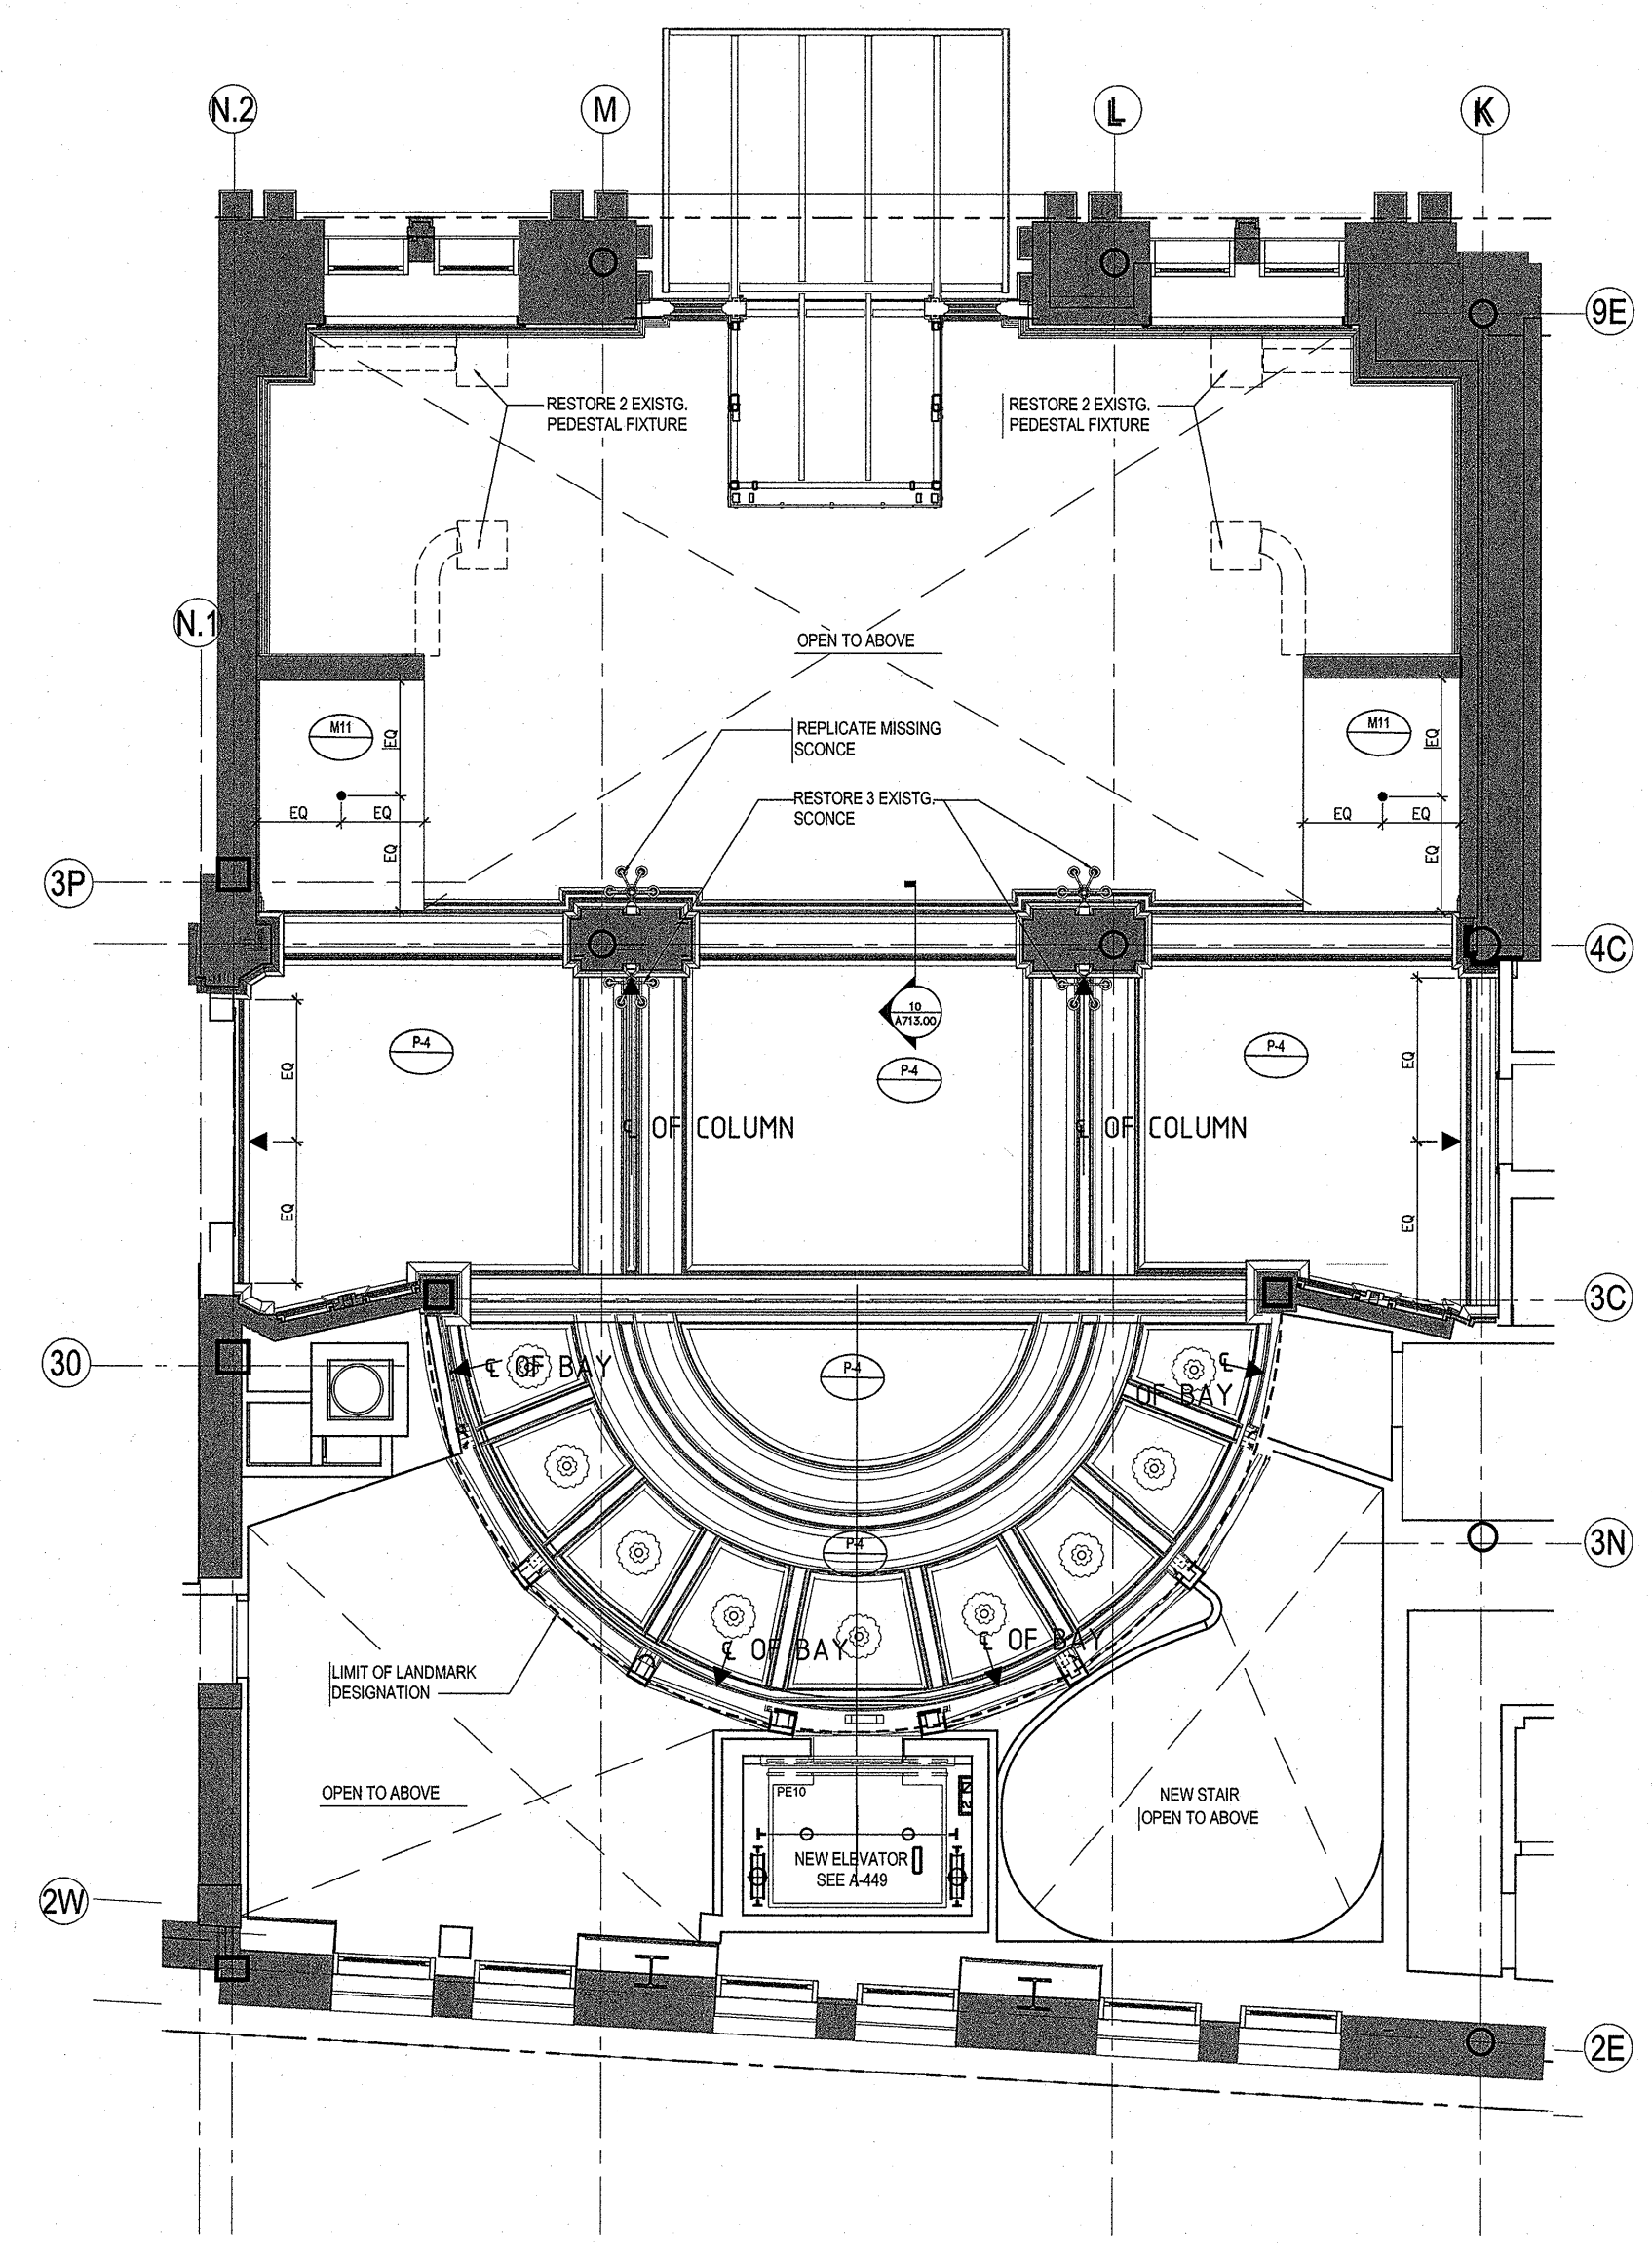 N.2
M
L
K
9E
RESTORE 2 EXISTG.
PEDESTAL FIXTURE
RESTORE 2 EXISTG.
PEDESTAL FIXTURE
N.1
OPEN TO ABOVE
M11
EQ
M11
EQ
REPLICATE MISSING
SCONCE
RESTORE 3 EXISTG.
SCONCE
EQ
EQ
EQ
EQ
EQ
EQ
3P
4C
10
A713.00
P-4
P-4
P-4
EQ
EQ
℄ OF COLUMN
℄ OF COLUMN
EQ
EQ
3C
30
P-4
℄ OF BAY
℄
OF BAY
3N
P-4
℄ OF BAY
℄ OF BAY
LIMIT OF LANDMARK
DESIGNATION
OPEN TO ABOVE
PE10
NEW STAIR
OPEN TO ABOVE
NEW ELEVATOR
SEE A-449
2W
2E